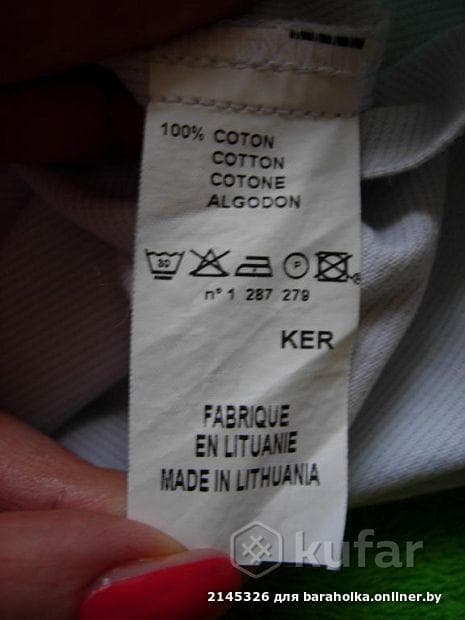 100% COTON
COTTON
COTONE
ALGODON
30 P
n° 1 287 279
KER
FABRIQUE
EN LITUANIE
MADE IN LITHUANIA
kufar
2145326 для baraholka.onliner.by